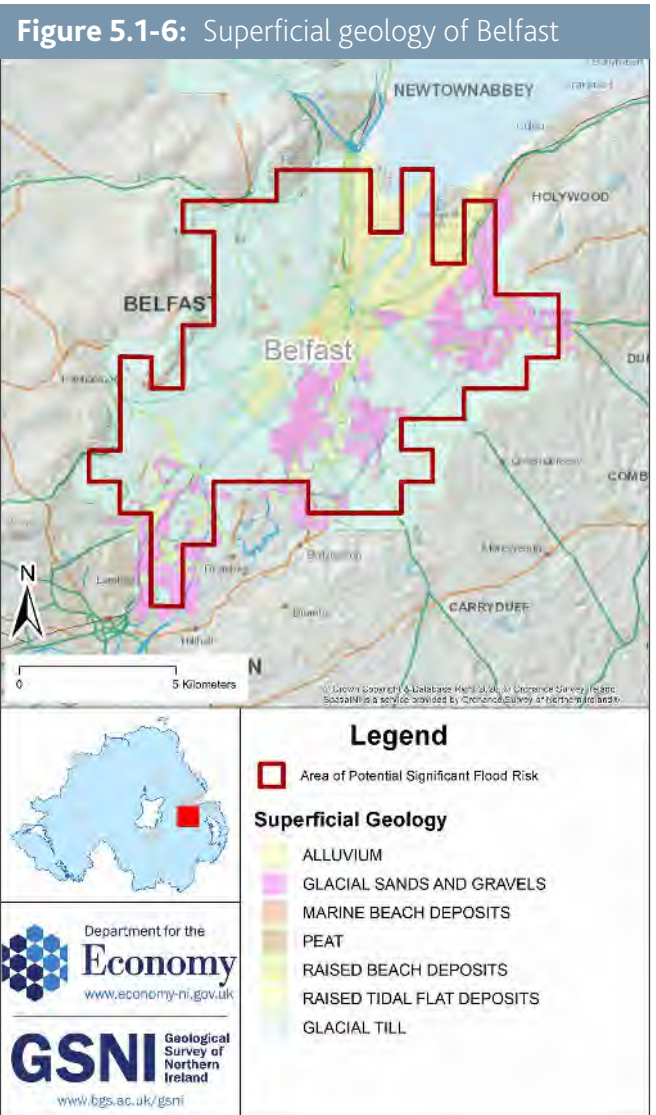 Figure 5.1-6: Superficial geology of Belfast
NEWTOWNABBEY
HOLYWOOD
BELFAST
Belfast
COMB
CARRYDUFF
N
N
0 5 Kilometers
Legend
Area of Potential Significant Flood Risk
Superficial Geology
ALLUVIUM
GLACIAL SANDS AND GRAVELS
MARINE BEACH DEPOSITS
PEAT
RAISED BEACH DEPOSITS
RAISED TIDAL FLAT DEPOSITS
GLACIAL TILL
Department for the
Economy
www.economy-ni.gov.uk
GSNI
Geological
Survey of
Northern
Ireland
www.bgs.ac.uk/gsni